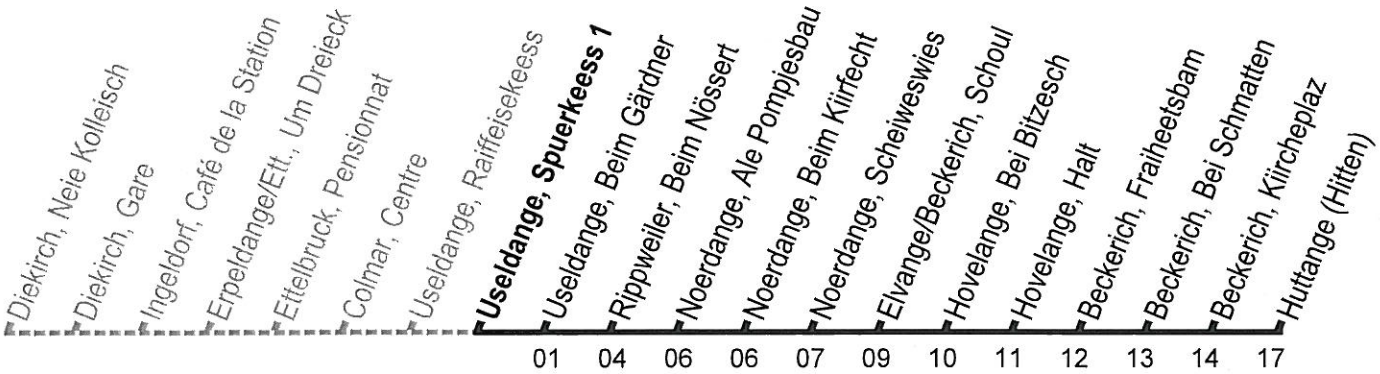 Diekirch, Neie Kolleisch
Diekirch, Gare
Ingeldorf, Café de la Station
Erpeldange/Ett., Um Dreieck
Ettelbruck, Pensionnat
Colmar, Centre
Useldange, Raiffeisekeess
Useldange, Spuerkeess 1
Useldange, Beim Gärdner
Rippweiler, Beim Nössert
Noerdange, Ale Pompjesbau
Noerdange, Beim Kiirfecht
Noerdange, Scheiweswies
Elvange/Beckerich, Schoul
Hovelange, Bei Bitzesch
Hovelange, Halt
Beckerich, Fraiheetsbam
Beckerich, Bei Schmatten
Beckerich, Kiircheplaz
Huttange (Hitten)
01 04 06 06 07 09 10 11 12 13 14 17